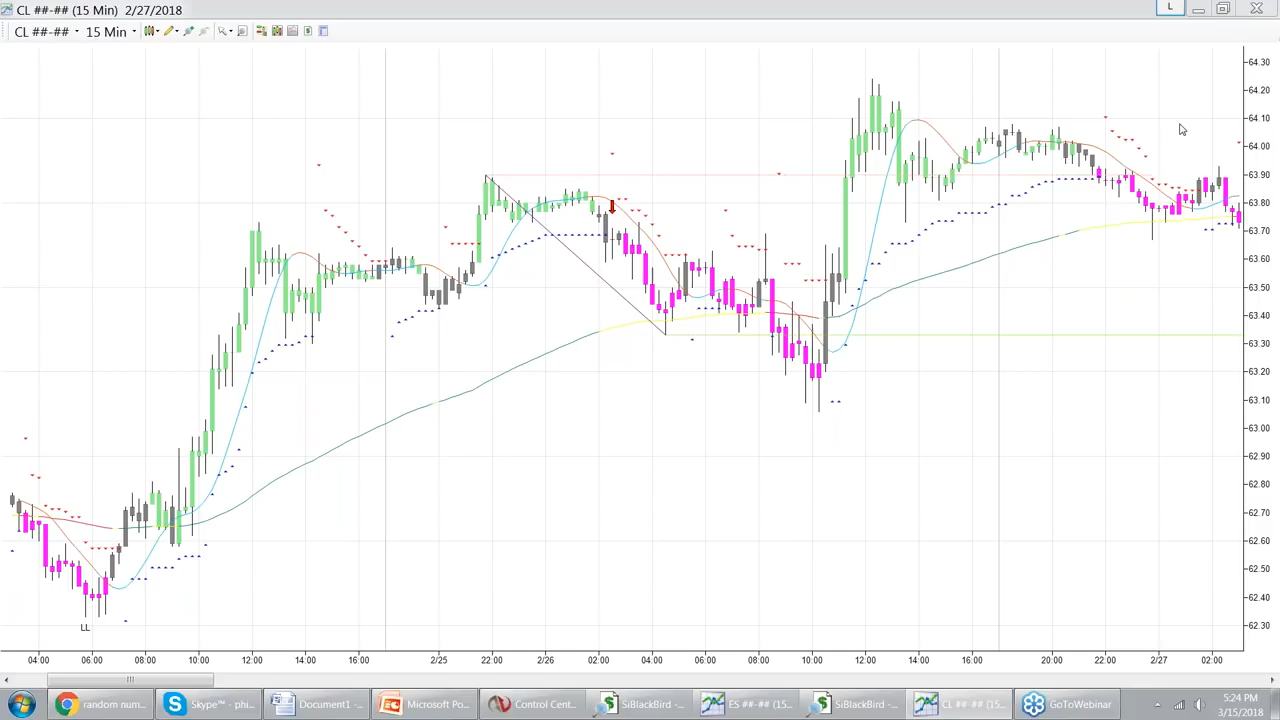 CL ##-## (15 Min)  2/27/2018
L
CL ##-##
15 Min
64.30
64.20
64.10
64.00
63.90
63.80
63.70
63.60
63.50
63.40
63.30
63.20
63.10
63.00
62.90
62.80
62.70
62.60
62.50
62.40
62.30
LL
04:00 06:00 08:00 10:00 12:00 14:00 16:00 2/25 22:00 2/26 02:00 04:00 06:00 08:00 10:00 12:00 14:00 16:00 20:00 22:00 2/27 02:00
random num...
Skype™ - phi...
Document1 - ...
Microsoft Po...
Control Cent...
SiBlackBird -...
ES ##-## (15...
SiBlackBird -...
CL ##-## (15...
GoToWebinar
5:24 PM
3/15/2018